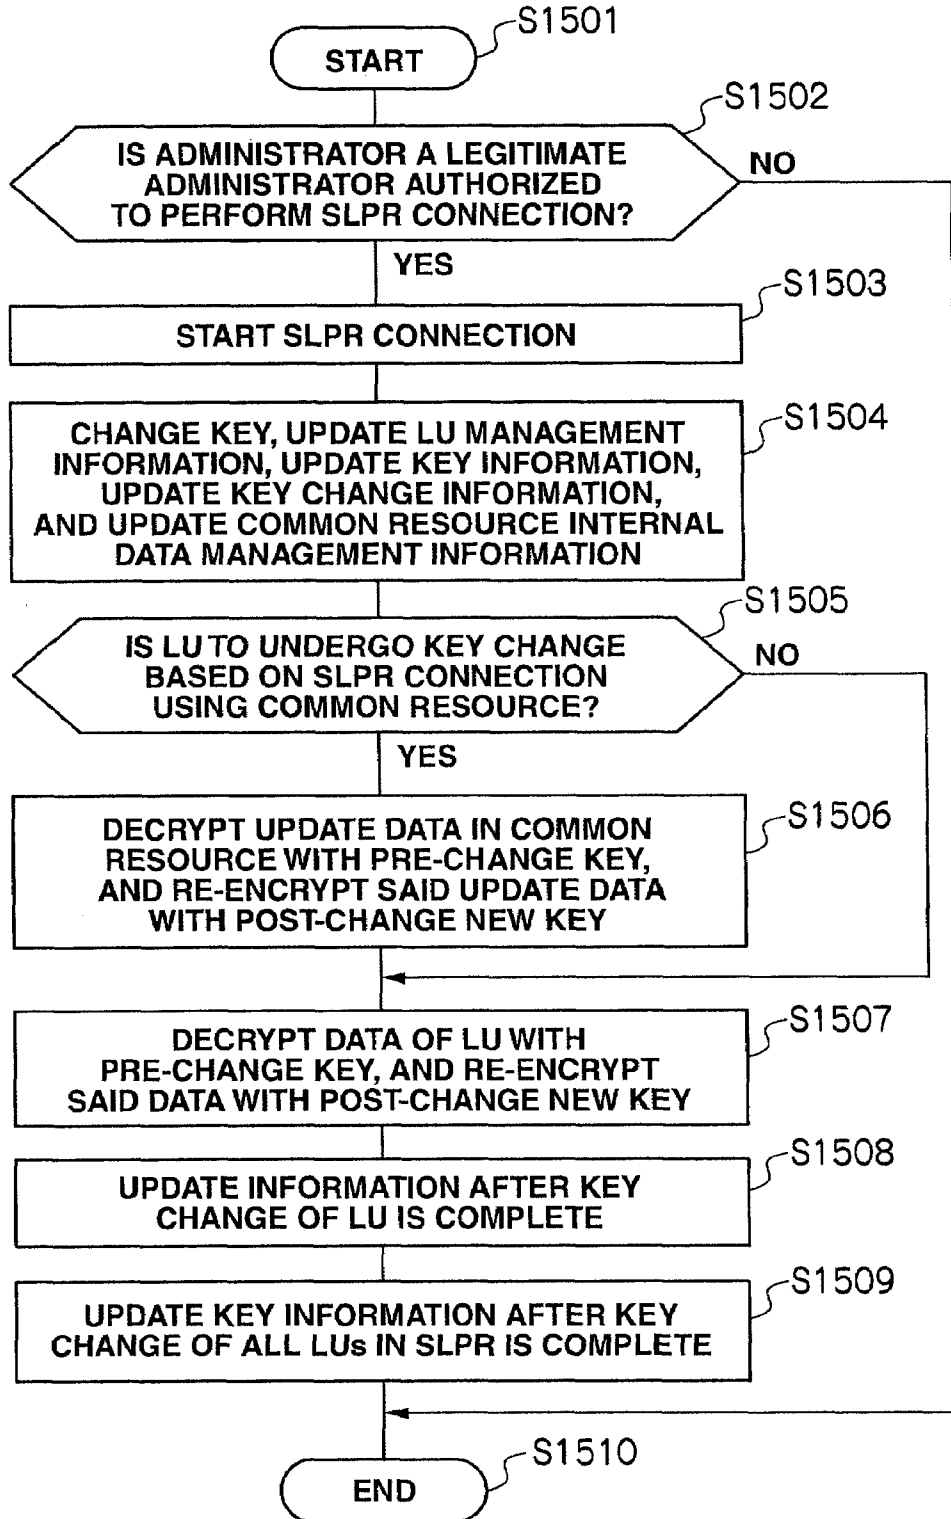 S1501
START
S1502
IS ADMINISTRATOR A LEGITIMATE
ADMINISTRATOR AUTHORIZED
TO PERFORM SLPR CONNECTION?
NO
YES
S1503
START SLPR CONNECTION
S1504
CHANGE KEY, UPDATE LU MANAGEMENT
INFORMATION, UPDATE KEY INFORMATION,
UPDATE KEY CHANGE INFORMATION,
AND UPDATE COMMON RESOURCE INTERNAL
DATA MANAGEMENT INFORMATION
S1505
IS LU TO UNDERGO KEY CHANGE
BASED ON SLPR CONNECTION
USING COMMON RESOURCE?
NO
YES
S1506
DECRYPT UPDATE DATA IN COMMON
RESOURCE WITH PRE-CHANGE KEY,
AND RE-ENCRYPT SAID UPDATE DATA
WITH POST-CHANGE NEW KEY
S1507
DECRYPT DATA OF LU WITH
PRE-CHANGE KEY, AND RE-ENCRYPT
SAID DATA WITH POST-CHANGE NEW KEY
S1508
UPDATE INFORMATION AFTER KEY
CHANGE OF LU IS COMPLETE
S1509
UPDATE KEY INFORMATION AFTER KEY
CHANGE OF ALL LUs IN SLPR IS COMPLETE
S1510
END